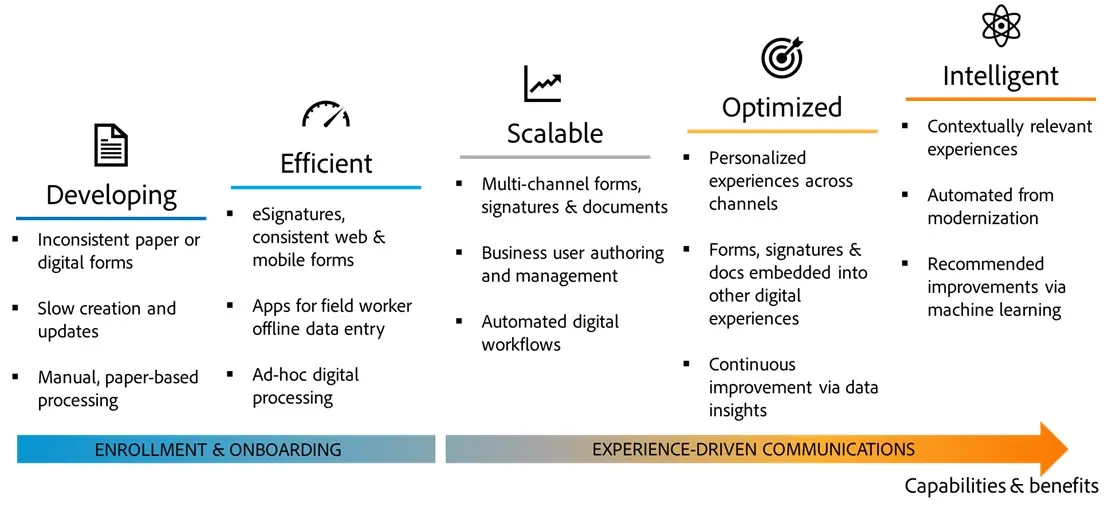 Developing
Inconsistent paper or
digital forms
Slow creation and
updates
Manual, paper-based
processing
Efficient
eSignatures,
consistent web &
mobile forms
Apps for field worker
offline data entry
Ad-hoc digital
processing
Scalable
Multi-channel forms,
signatures & documents
Business user authoring
and management
Automated digital
workflows
Optimized
Personalized
experiences across
channels
Forms, signatures &
docs embedded into
other digital
experiences
Continuous
improvement via data
insights
Intelligent
Contextually relevant
experiences
Automated from
modernization
Recommended
improvements via
machine learning
ENROLLMENT & ONBOARDING
EXPERIENCE-DRIVEN COMMUNICATIONS
Capabilities & benefits